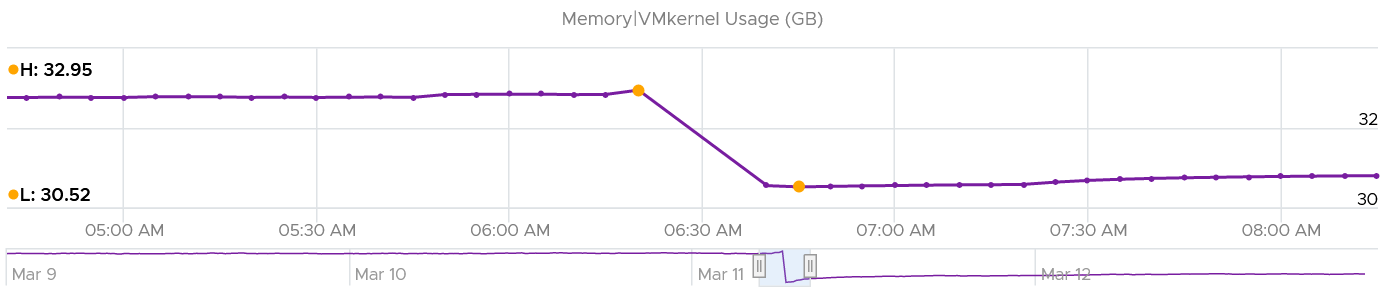 Memory|VMkernel Usage (GB)
H: 32.95
32
L: 30.52
30
05:00 AM 05:30 AM 06:00 AM 06:30 AM 07:00 AM 07:30 AM 08:00 AM
Mar 9 Mar 10 Mar 11 Mar 12